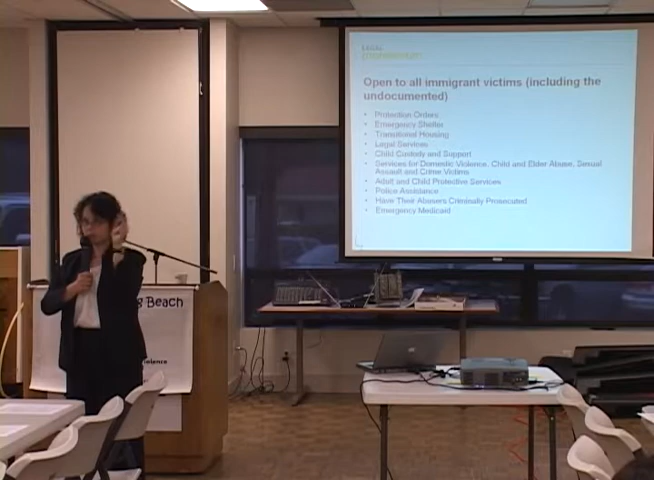 Open to all immigrant victims (including the
undocumented)
• Protection Orders
• Emergency Shelter
• Transitional Housing
• Legal Services
• Child Custody and Support
• Services for Domestic Violence, Child and Elder Abuse, Sexual
Assault and Crime Victims
• Adult and Child Protective Services
• Police Assistance
• Have Their Abusers Criminally Prosecuted
• Emergency Medicaid
Beach